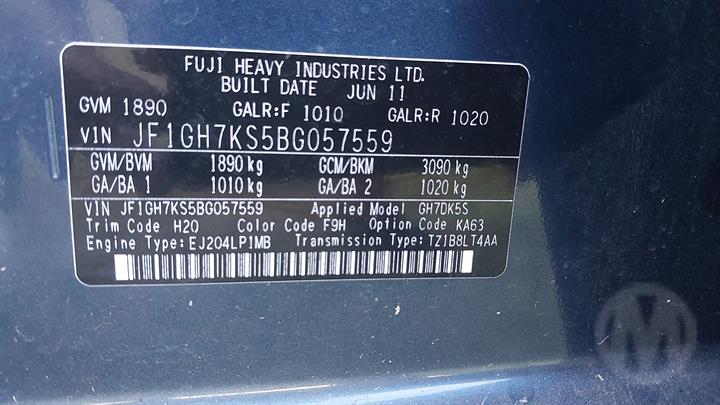 FUJI HEAVY INDUSTRIES LTD.
BUILT DATE JUN 11
GVM 1890 GALR:F 1010 GALR:R 1020
VIN JF1GH7KS5BG057559
GVM/BVM 1890 kg GCM/BKM 3090 kg
GA/BA 1 1010 kg GA/BA 2 1020 kg
VIN JF1GH7KS5BG057559 Applied Model GH7DK5S
Trim Code H20 Color Code F9H Option Code KA63
Engine Type:EJ204LP1MB Transmission Type:TZ1B8LT4AA
M